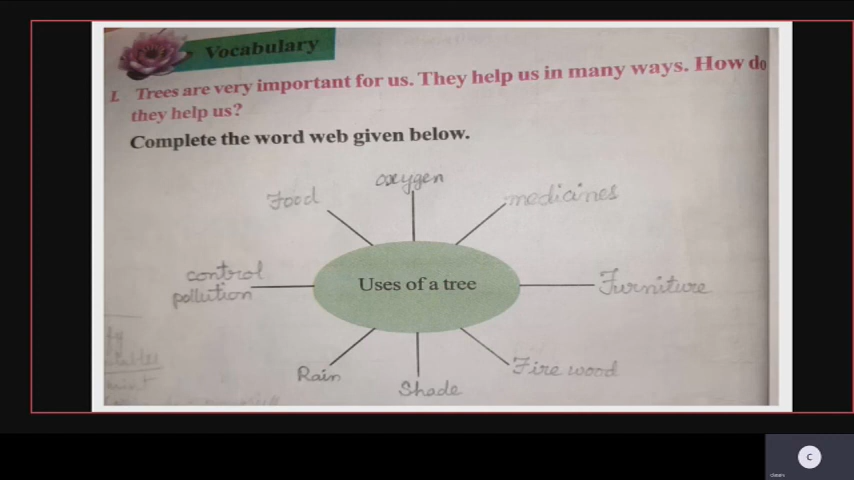 Vocabulary
I. Trees are very important for us. They help us in many ways. How do
they help us?
Complete the word web given below.
oxygen
Food
medicines
control
pollution
Uses of a tree
Furniture
Rain
Shade
Fire wood
C